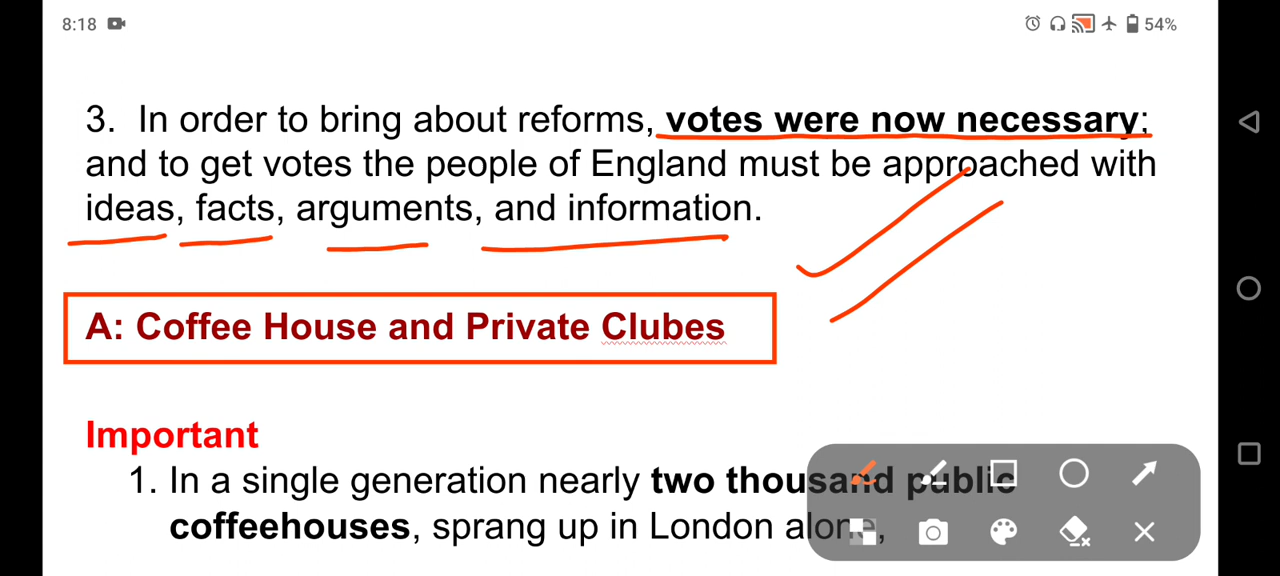 8:18
54%
3. In order to bring about reforms, votes were now necessary;
and to get votes the people of England must be approached with
ideas, facts, arguments, and information.
A: Coffee House and Private Clubes
Important
1. In a single generation nearly two thousand public
coffeehouses, sprang up in London alone,